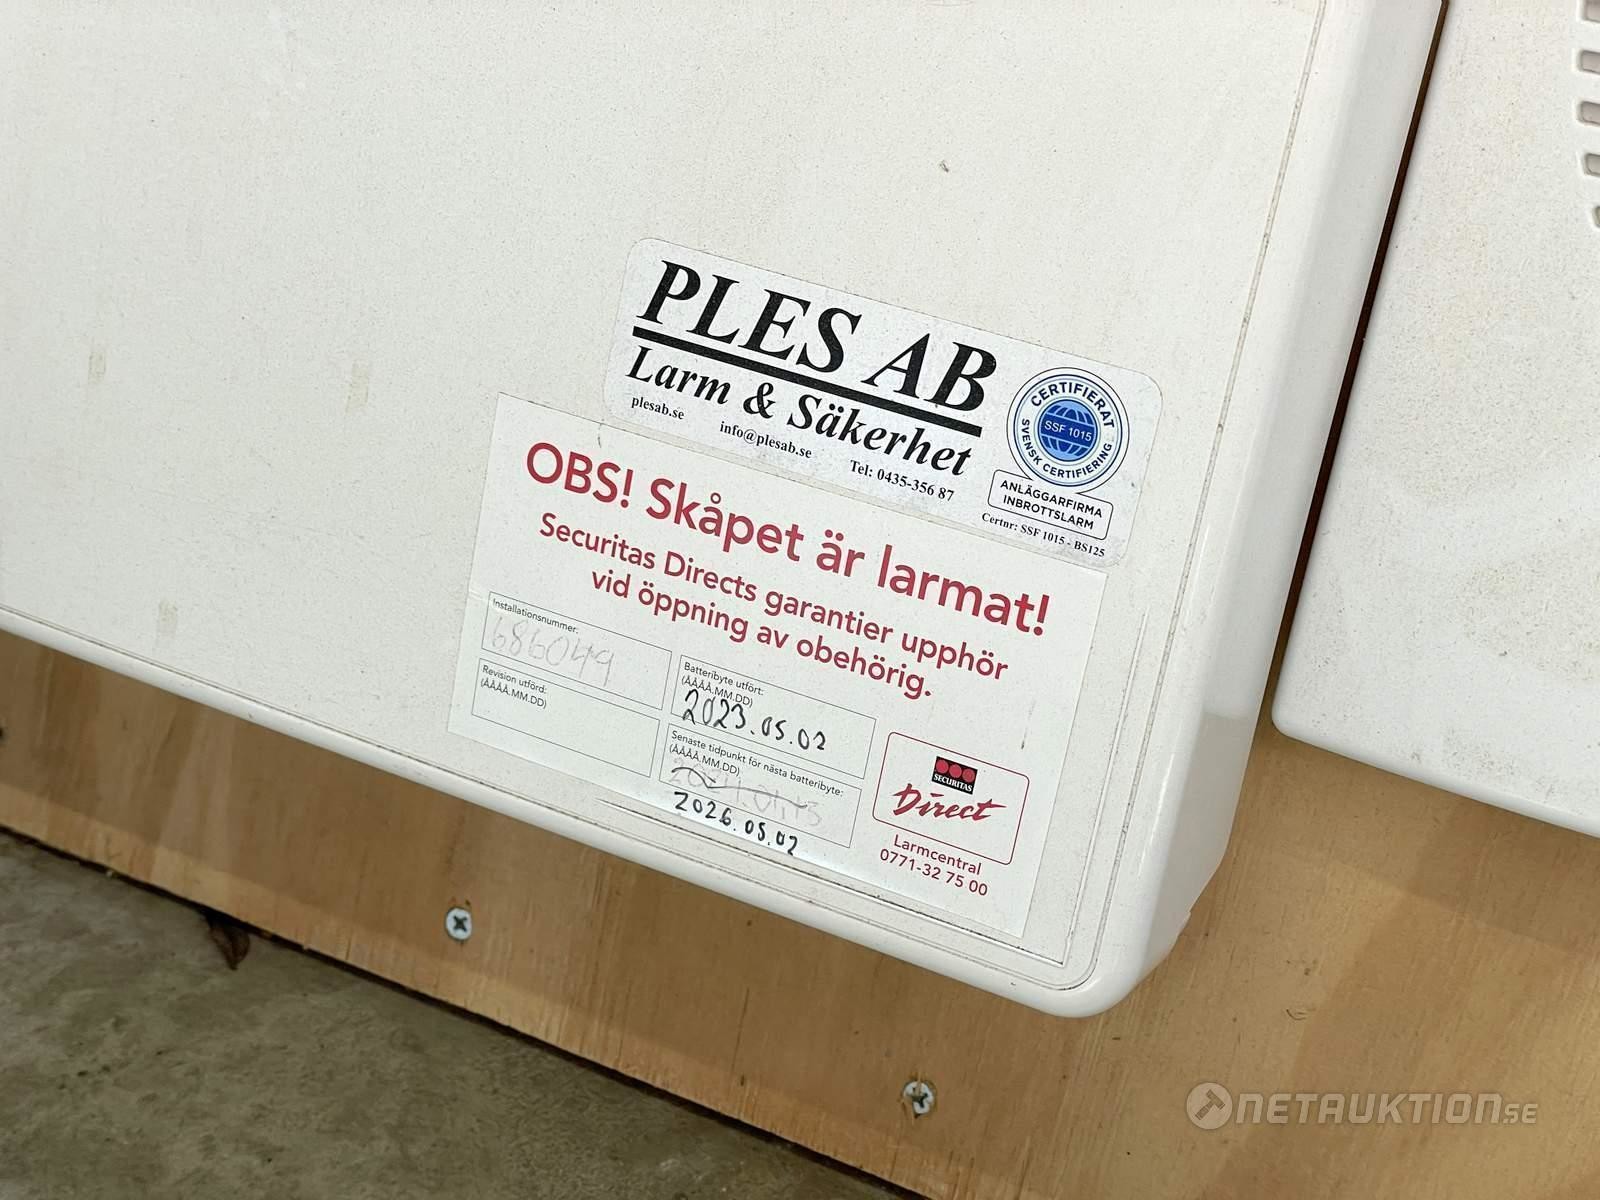 PLES AB
Larm & Säkerhet
plesab.se info@plesab.se Tel: 0435-356 87
CERTIFIERAT
SSF 1015
SVENSK CERTIFIERING
ANLÄGGARFIRMA
INBROTTSLARM
Certnr: SSF 1015 - BS125
OBS! Skåpet är larmat!
Securitas Directs garantier upphör
vid öppning av obehörig.
Installationsnummer:
686049
Revision utförd:
(ÅÅÅÅ.MM.DD)
Batteribyte utfört:
(ÅÅÅÅ.MM.DD)
2023.05.02
Senaste tidpunkt för nästa batteribyte:
(ÅÅÅÅ.MM.DD)
2026.05.02
SECURITAS
Direct
Larmcentral
0771-32 75 00
NETAUKTION.SE